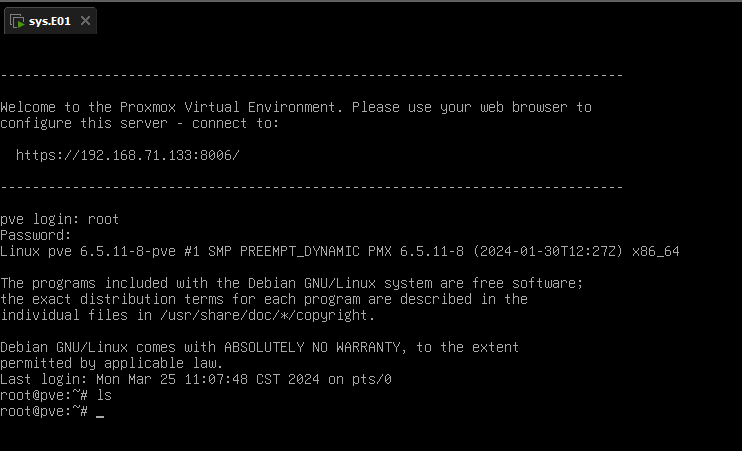 sys.E01
-------------------------------------------------------------------------------
Welcome to the Proxmox Virtual Environment. Please use your web browser to
configure this server - connect to:
https://192.168.71.133:8006/
-------------------------------------------------------------------------------
pve login: root
Password:
Linux pve 6.5.11-8-pve #1 SMP PREEMPT_DYNAMIC PMX 6.5.11-8 (2024-01-30T12:27Z) x86_64
The programs included with the Debian GNU/Linux system are free software;
the exact distribution terms for each program are described in the
individual files in /usr/share/doc/*/copyright.
Debian GNU/Linux comes with ABSOLUTELY NO WARRANTY, to the extent
permitted by applicable law.
Last login: Mon Mar 25 11:07:48 CST 2024 on pts/0
root@pve:~# ls
root@pve:~# _